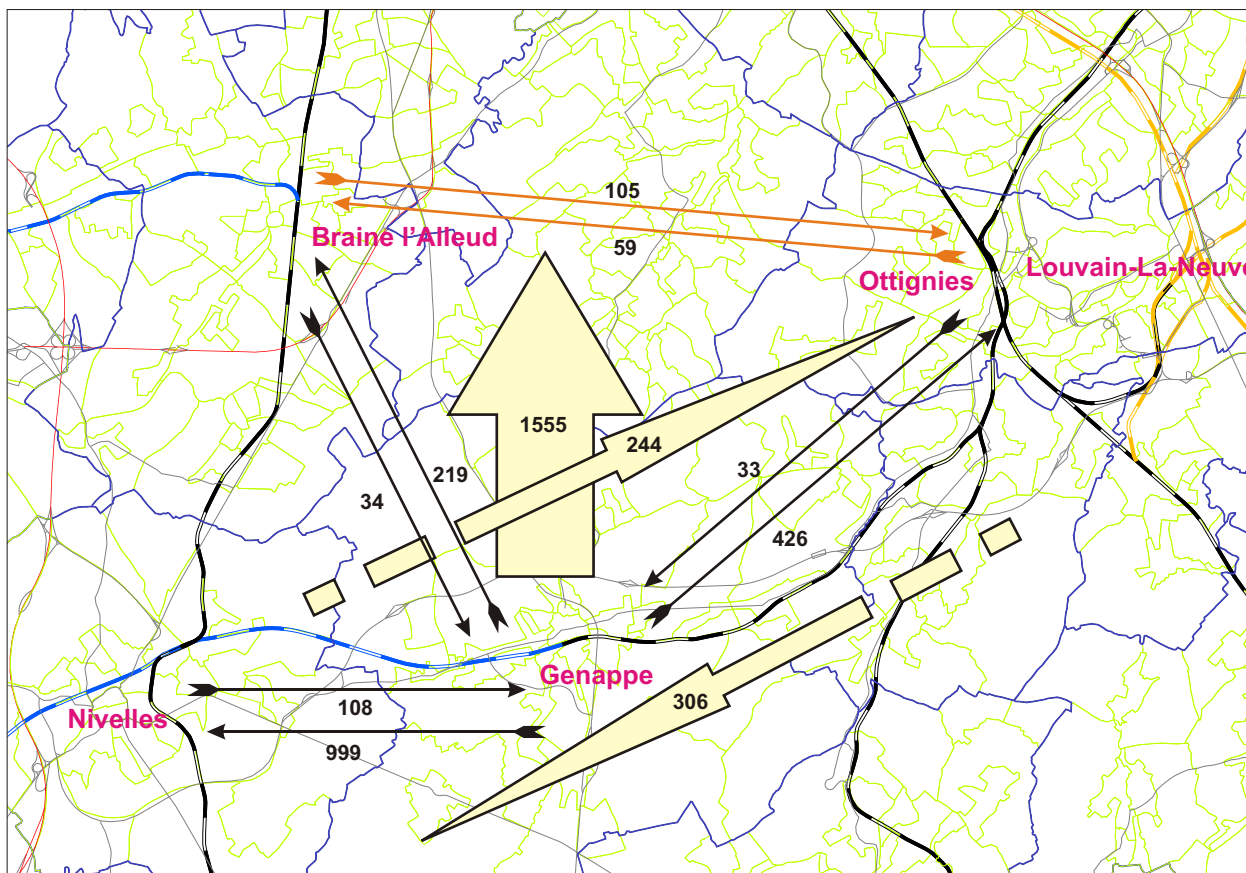 105
Braine l'Alleud
59
Ottignies
Louvain-La-Neuve
1555
244
219
33
34
426
Genappe
306
108
Nivelles
999